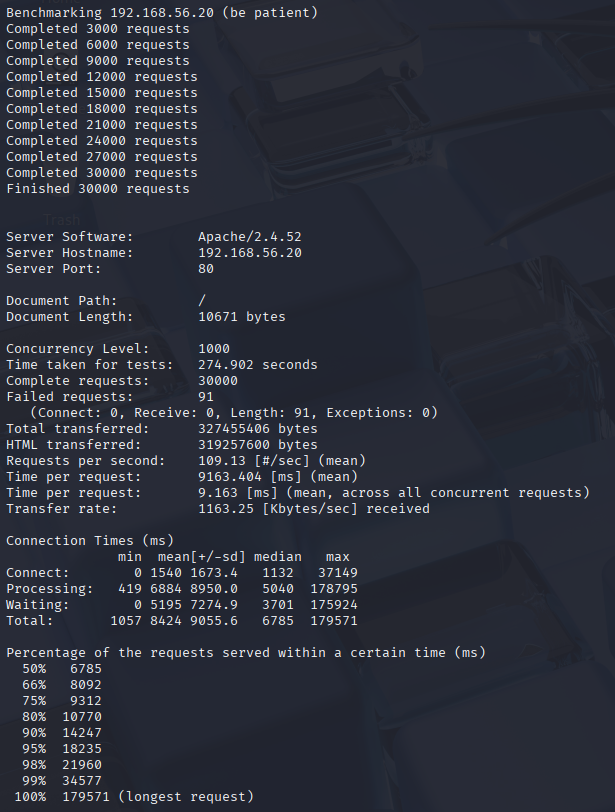 Benchmarking 192.168.56.20 (be patient)
Completed 3000 requests
Completed 6000 requests
Completed 9000 requests
Completed 12000 requests
Completed 15000 requests
Completed 18000 requests
Completed 21000 requests
Completed 24000 requests
Completed 27000 requests
Completed 30000 requests
Finished 30000 requests
Trash
Server Software:        Apache/2.4.52
Server Hostname:        192.168.56.20
Server Port:            80
Document Path:          /
Document Length:        10671 bytes
Concurrency Level:      1000
Time taken for tests:   274.902 seconds
Complete requests:      30000
Failed requests:        91
   (Connect: 0, Receive: 0, Length: 91, Exceptions: 0)
Total transferred:      327455406 bytes
HTML transferred:       319257600 bytes
Requests per second:    109.13 [#/sec] (mean)
Time per request:       9163.404 [ms] (mean)
Time per request:       9.163 [ms] (mean, across all concurrent requests)
Transfer rate:          1163.25 [Kbytes/sec] received
Connection Times (ms)
              min  mean[+/-sd] median   max
Connect:        0 1540 1673.4   1132   37149
Processing:   419 6884 8950.0   5040  178795
Waiting:        0 5195 7274.9   3701  175924
Total:       1057 8424 9055.6   6785  179571
Percentage of the requests served within a certain time (ms)
  50%   6785
  66%   8092
  75%   9312
  80%  10770
  90%  14247
  95%  18235
  98%  21960
  99%  34577
 100%  179571 (longest request)